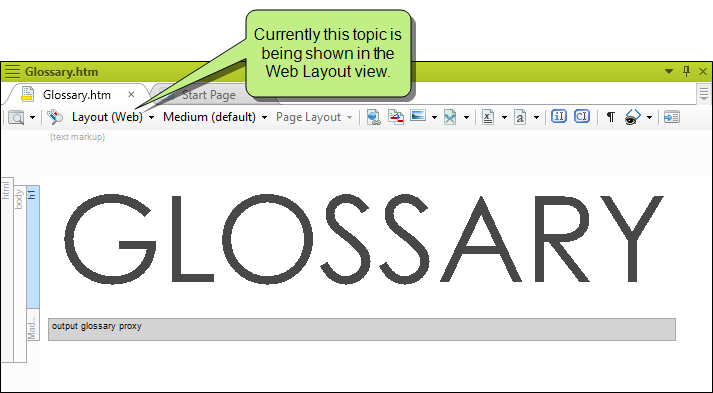 Currently this topic is
being shown in the
Web Layout view.
Glossary.htm
Glossary.htm
Start Page
Layout (Web) Medium (default) Page Layout
(text markup)
html
body
h1
GLOSSARY
Mad...
output glossary proxy